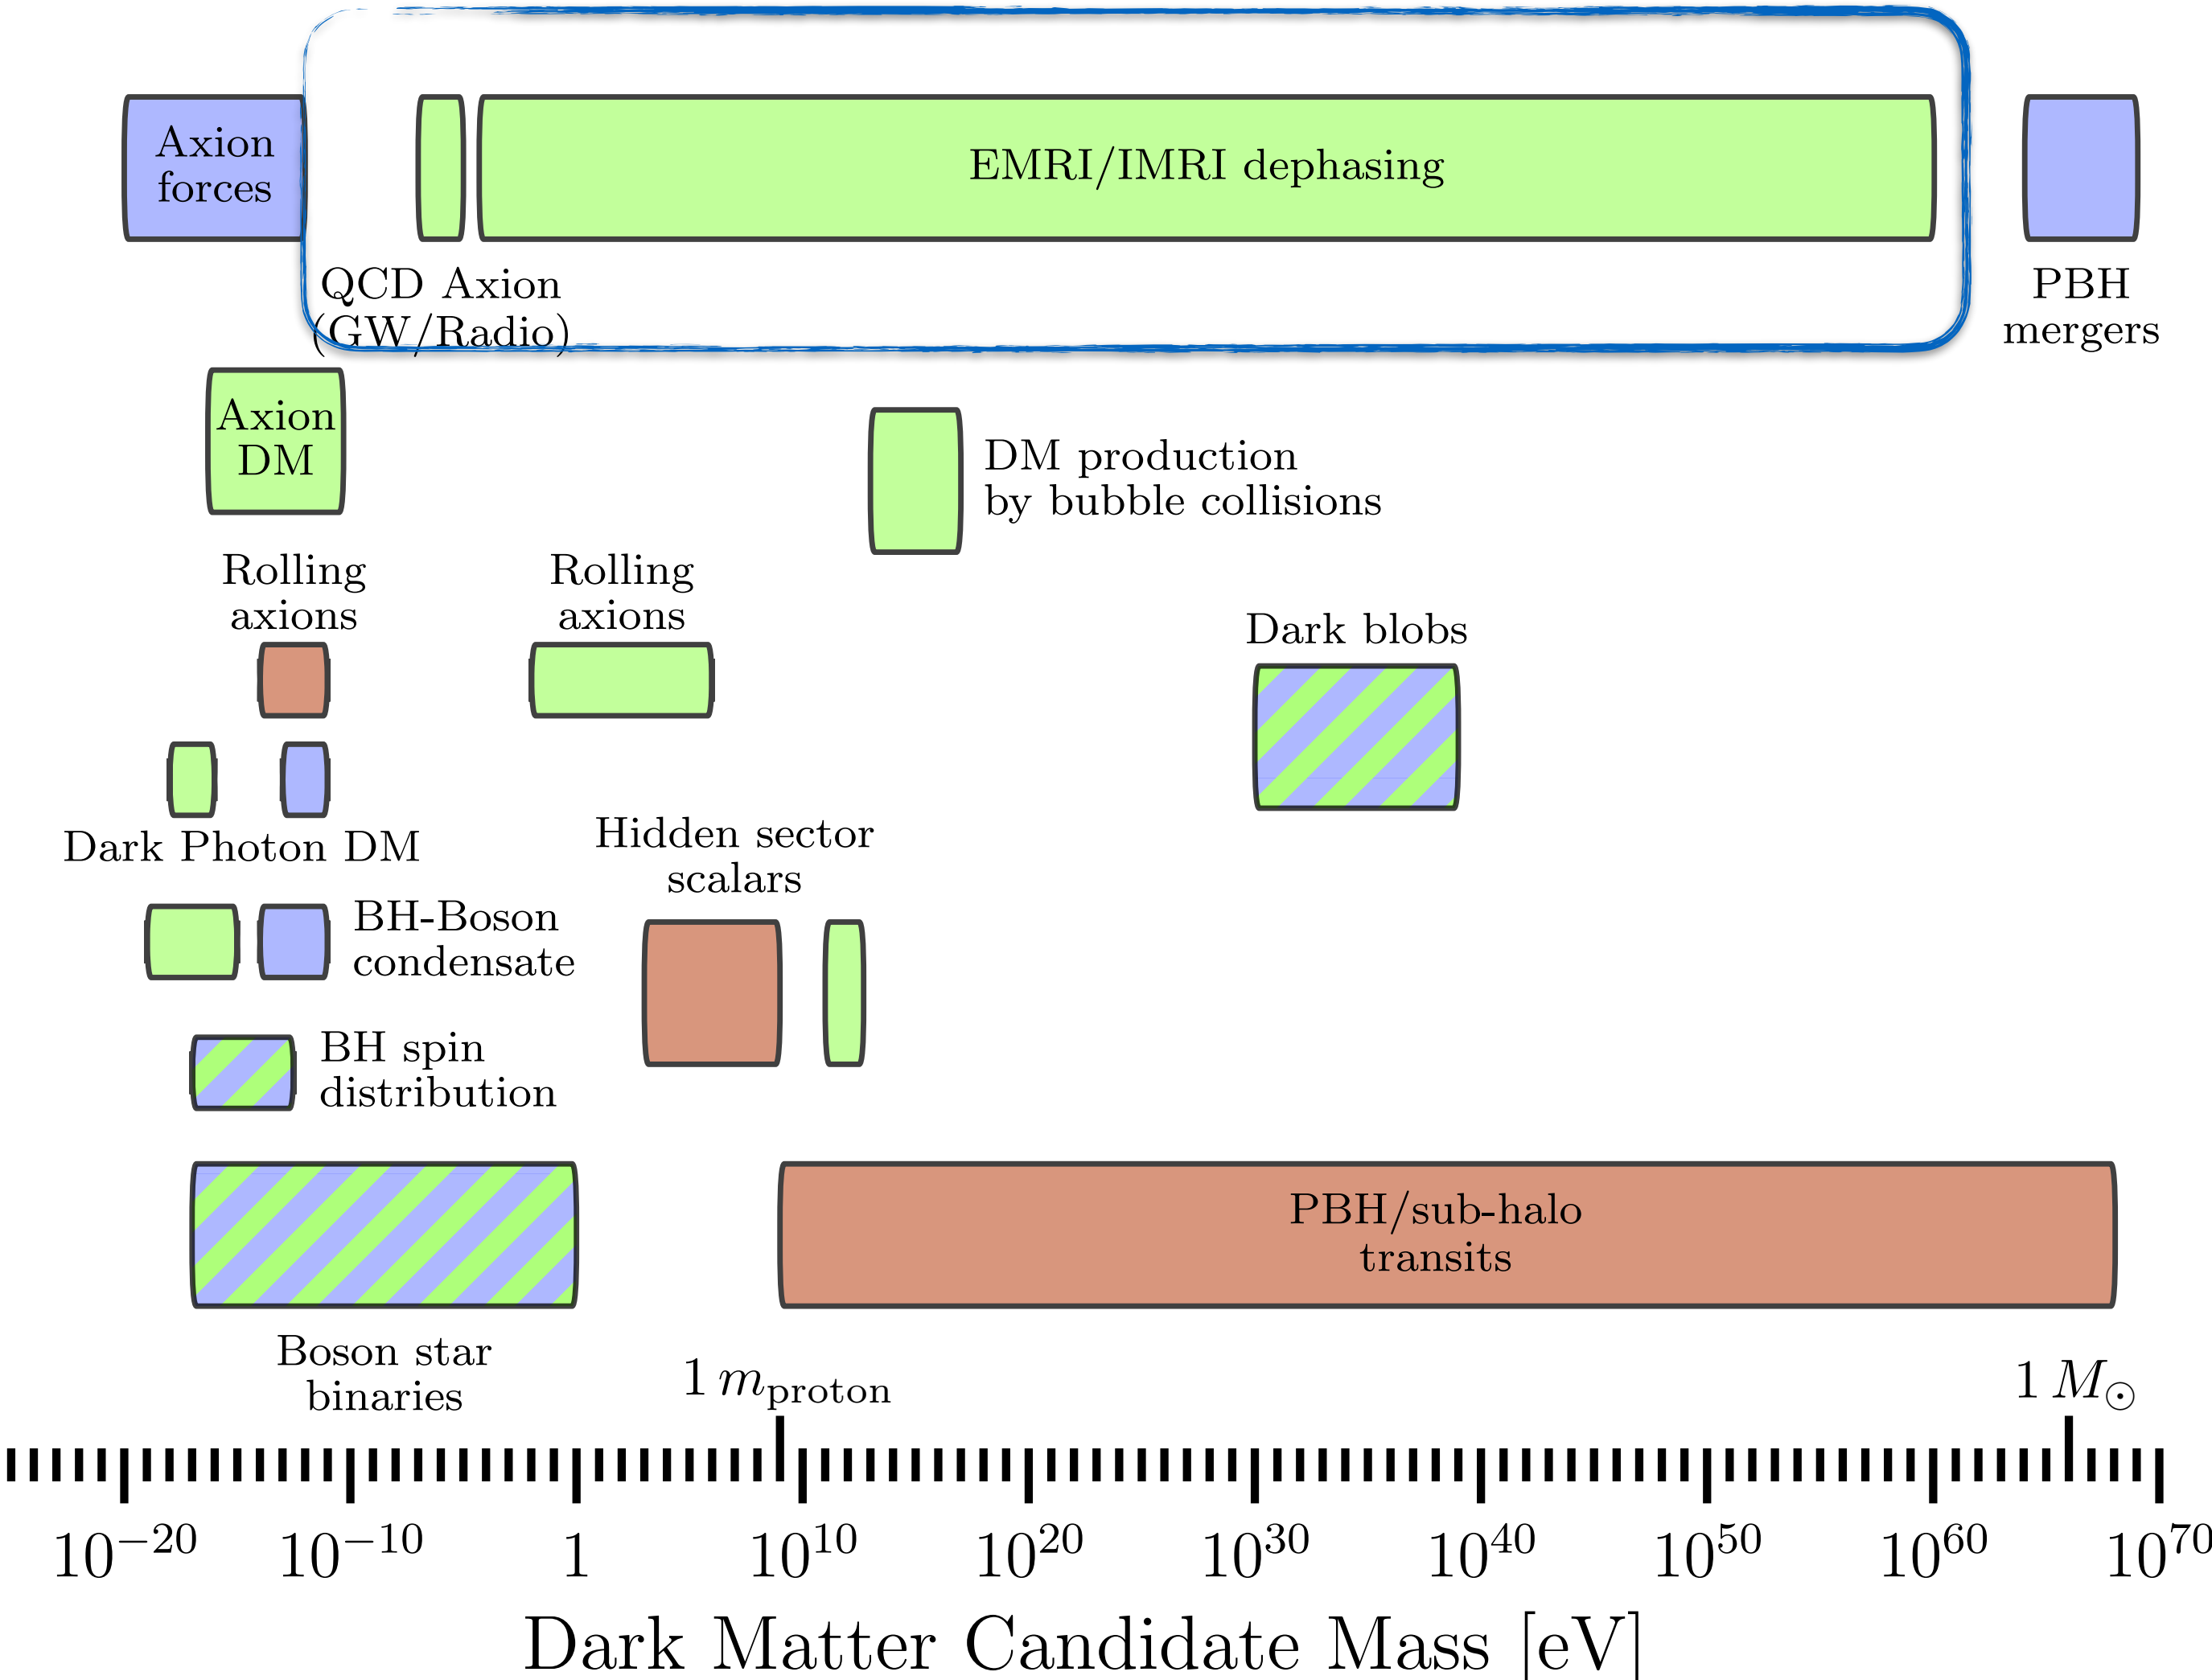 Axion
forces
EMRI/IMRI dephasing
QCD Axion
(GW/Radio)
PBH
mergers
Axion
DM
DM production
by bubble collisions
Rolling
axions
Rolling
axions
Dark blobs
Dark Photon DM
Hidden sector
scalars
BH-Boson
condensate
BH spin
distribution
PBH/sub-halo
transits
Boson star
binaries
1 m_proton
1 M_⊙
10^−20 10^−10 1 10^10 10^20 10^30 10^40 10^50 10^60 10^70
Dark Matter Candidate Mass [eV]